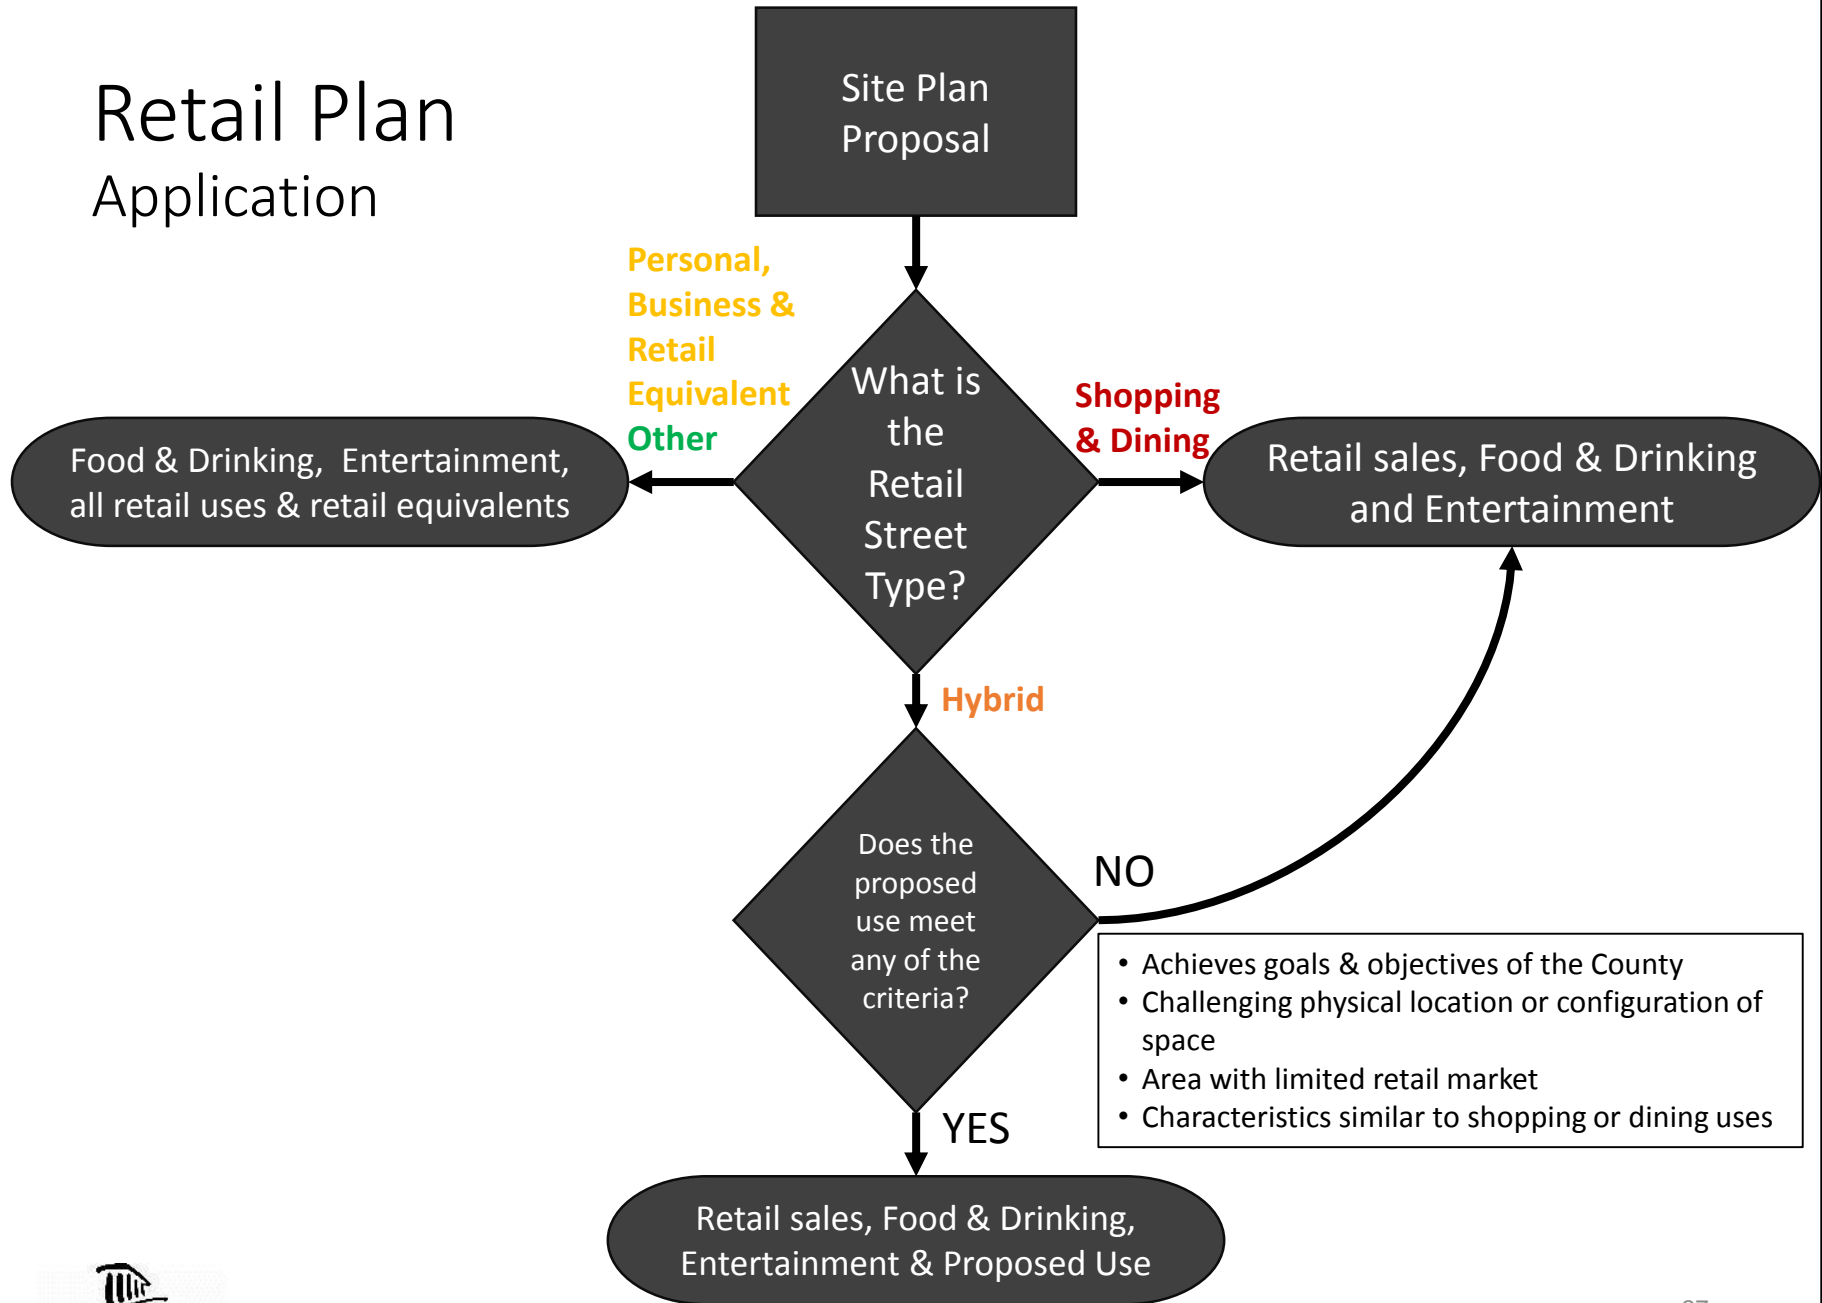 Retail Plan
Application
Site Plan
Proposal
Personal,
Business &
Retail
Equivalent
Other
What is
the
Retail
Street
Type?
Shopping
& Dining
Food & Drinking, Entertainment,
all retail uses & retail equivalents
Retail sales, Food & Drinking
and Entertainment
Hybrid
Does the
proposed
use meet
any of the
criteria?
NO
• Achieves goals & objectives of the County
• Challenging physical location or configuration of
space
• Area with limited retail market
• Characteristics similar to shopping or dining uses
YES
Retail sales, Food & Drinking,
Entertainment & Proposed Use